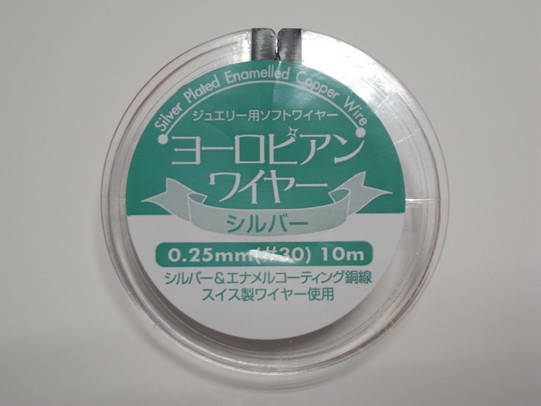 Silver Plated Enamelled Copper Wire
ジュエリー用ソフトワイヤー
ヨーロピアン
ワイヤー
シルバー
0.25mm(#30) 10m
シルバー&エナメルコーティング銅線
スイス製ワイヤー使用